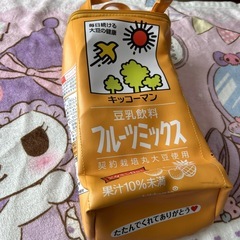 毎日続ける
大豆の健康
キッコーマン
豆乳飲料
フルーツミックス
契約栽培丸大豆使用
果汁10%未満
たたんでくれてありがとう